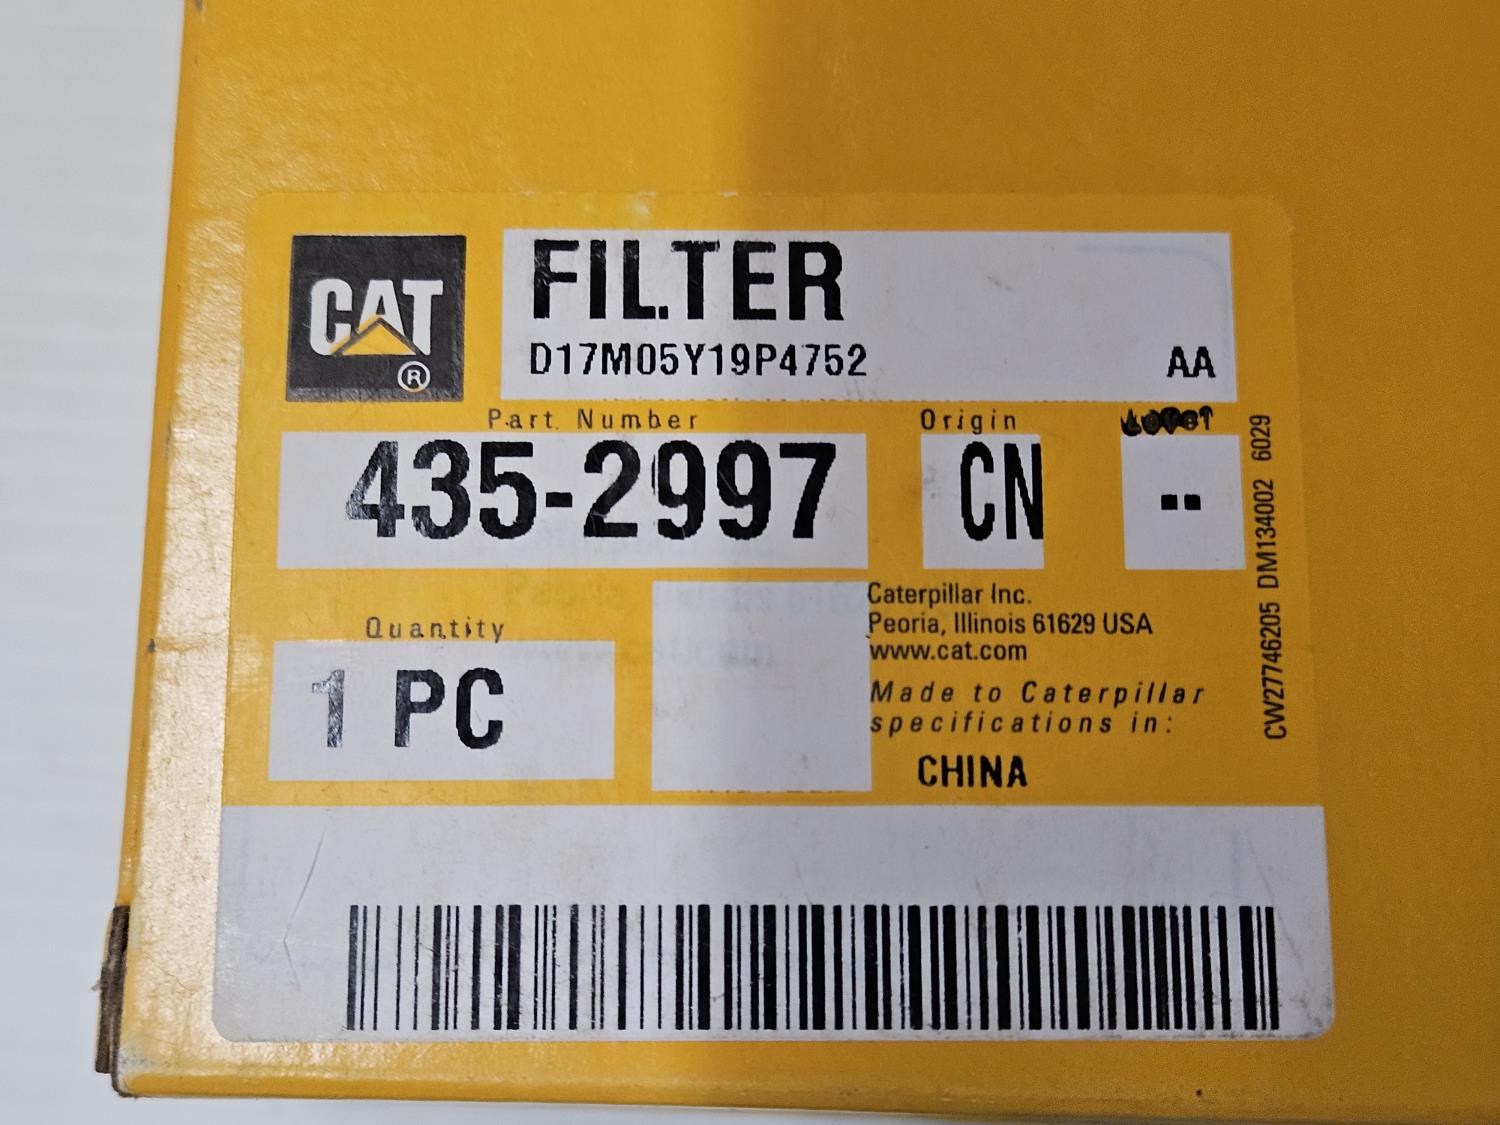 CAT
®
FILTER
D17M05Y19P4752 AA
Part Number Origin Level
435-2997 CN --
Quantity
1 PC
Caterpillar Inc.
Peoria, Illinois 61629 USA
www.cat.com
Made to Caterpillar
specifications in:
CHINA
CW27746205 DM134002 6029